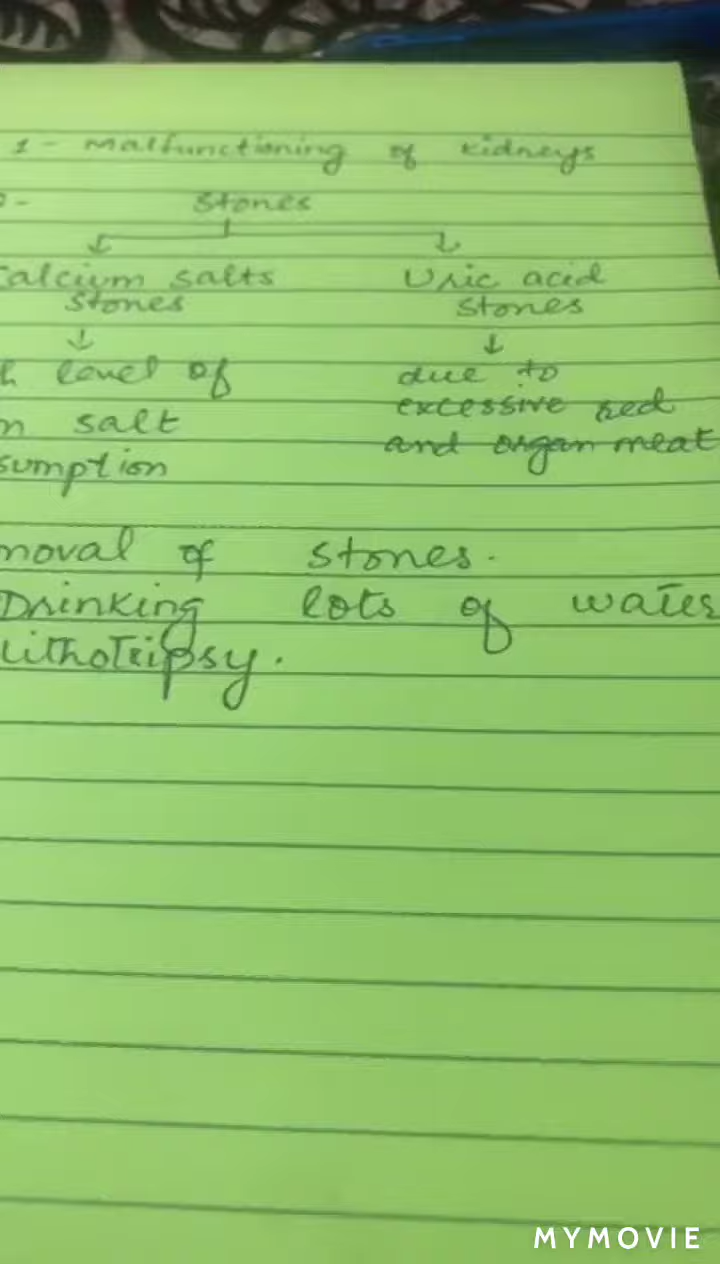 1- Malfunctioning of kidneys
- Stones
Calcium salts Uric acid
stones stones
level of due to
salt excessive red
sumption and organ meat
moval of stones.
Drinking lots of water
Lithotripsy.
MYMOVIE